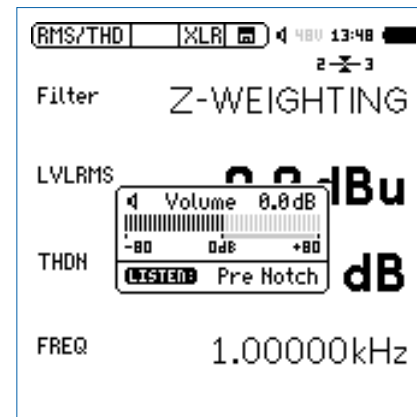 RMS/THD XLR 48V 13:48
2 3
Filter Z-WEIGHTING
LVLRMS dBu
Volume 0.0dB
-80 0dB +80
THDN dB
LISTEN: Pre Notch
FREQ 1.00000kHz